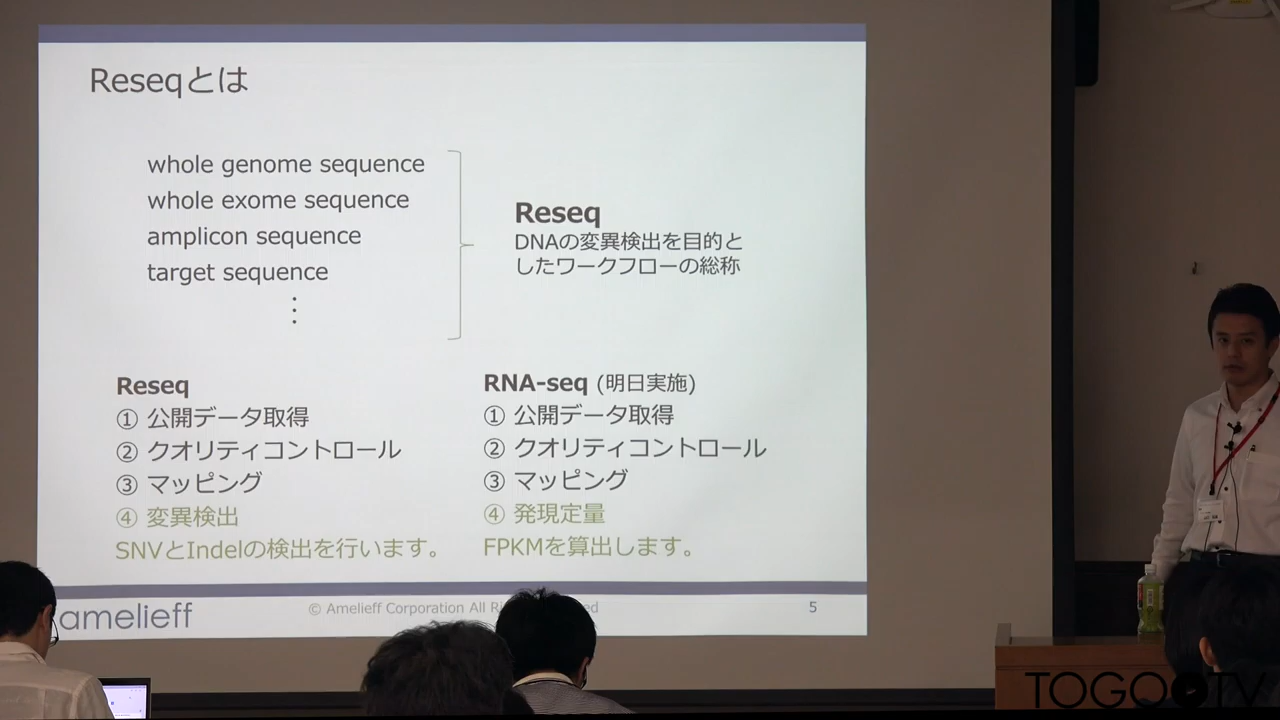 Reseqとは
whole genome sequence
whole exome sequence
amplicon sequence
target sequence
⋮
Reseq
DNAの変異検出を目的と
したワークフローの総称
Reseq
① 公開データ取得
② クオリティコントロール
③ マッピング
④ 変異検出
SNVとIndelの検出を行います。
RNA-seq (明日実施)
① 公開データ取得
② クオリティコントロール
③ マッピング
④ 発現定量
FPKMを算出します。
amelieff
© Amelieff Corporation All
5
TOGO TV